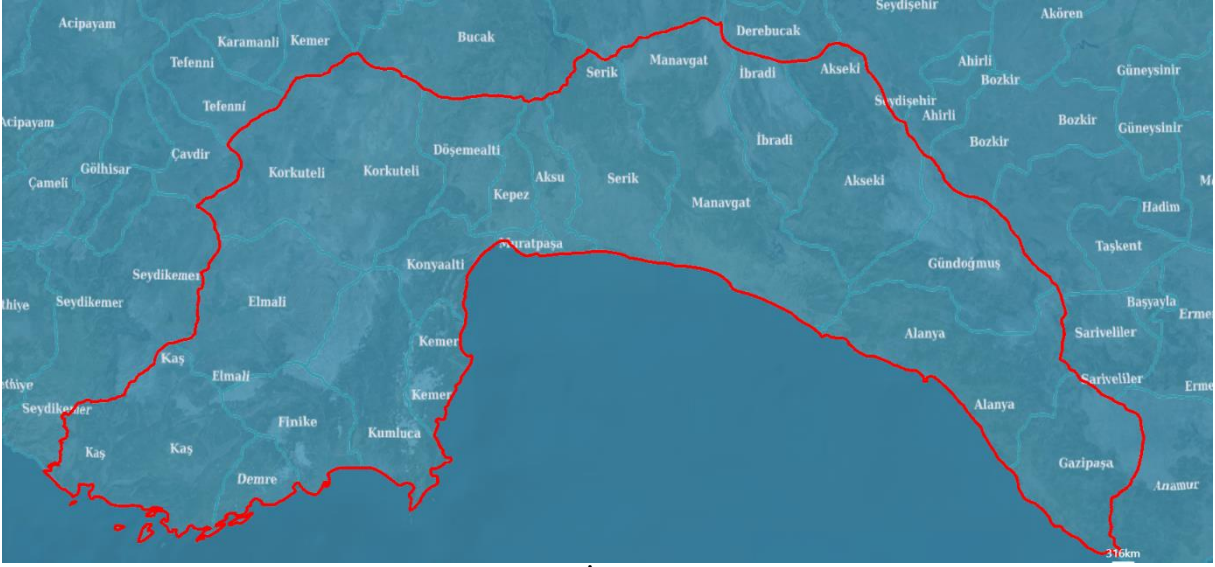 Seydişehir
Acipayam
Akören
Derebucak
Bucak
Karamanli
Kemer
Manavgat
Tefenni
Ahirli
Akseki
Güneysinir
Serik
İbradi
Bozkir
Seydişehir
Tefenni
Ahirli
Acipayam
Bozkir
Güneysinir
İbradi
Bozkir
Döşemealti
Çavdir
Gölhisar
Korkuteli
Korkuteli
Aksu
Serik
Akseki
Çameli
Kepez
Manavgat
Hadim
Muratpaşa
Taşkent
Konyaalti
Gündoğmuş
Seydikemer
Seydikemer
Elmali
Başyayla
Alanya
Sariveliler
Kemer
Kaş
Elmali
Sariveliler
Kemer
Alanya
Seydikemer
Finike
Kumluca
Kaş
Kaş
Gazipaşa
Demre
Anamur
316km